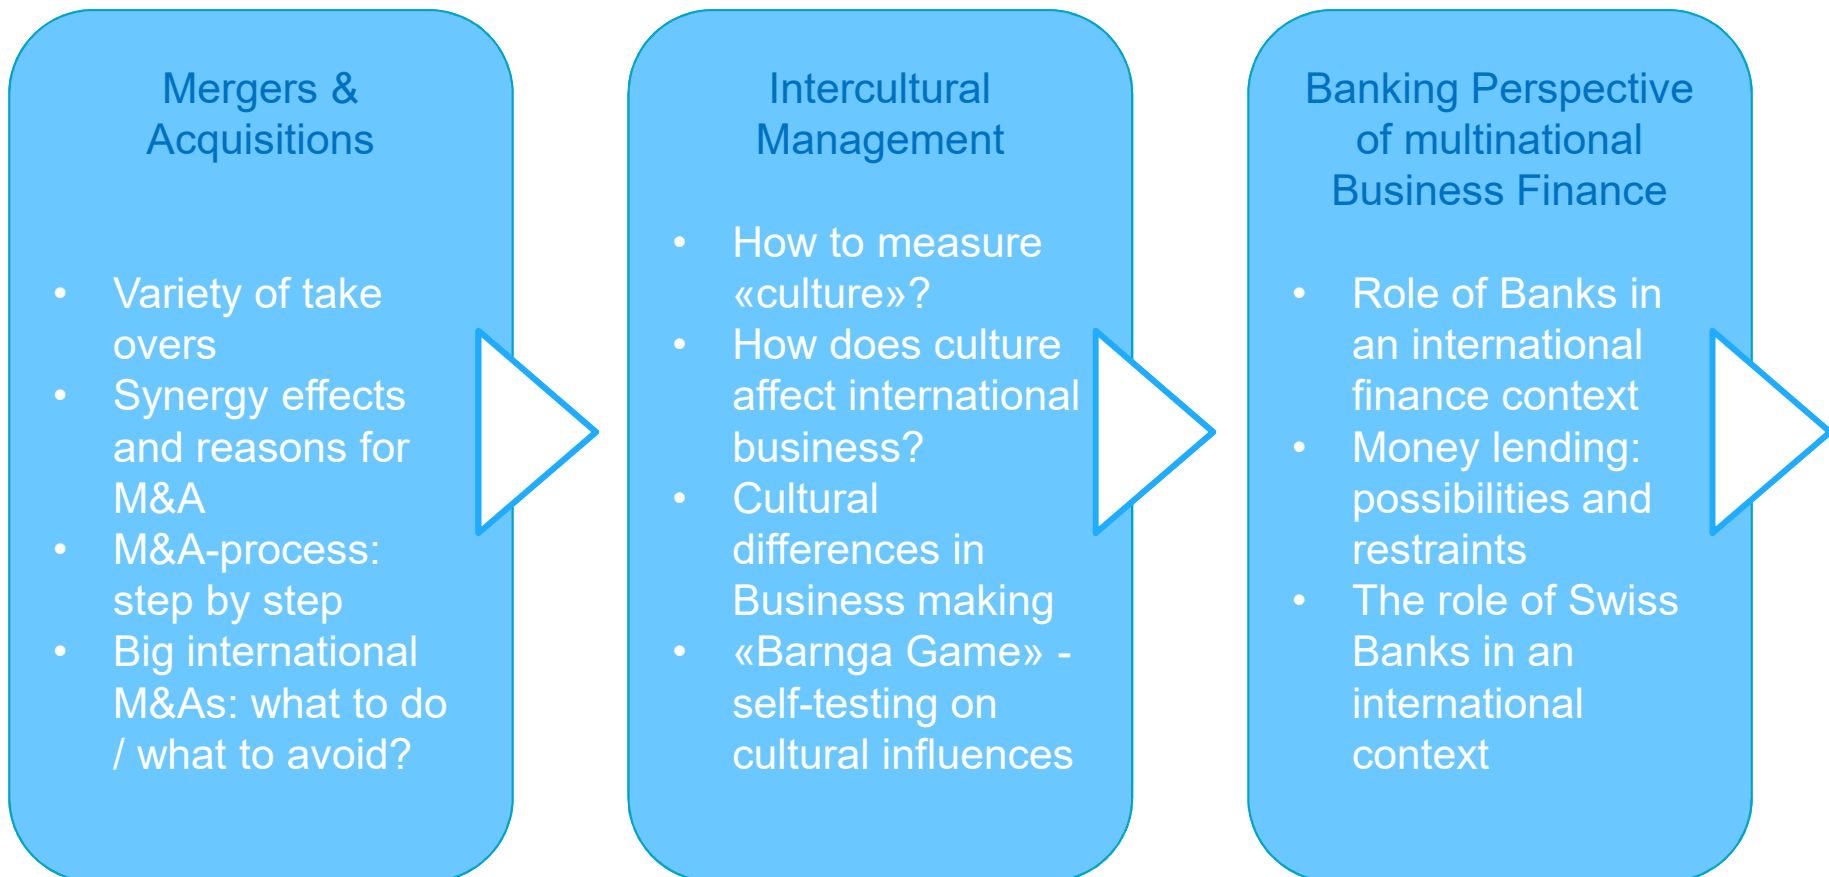 Mergers &
Acquisitions
• Variety of take
overs
• Synergy effects
and reasons for
M&A
• M&A-process:
step by step
• Big international
M&As: what to do
/ what to avoid?
Intercultural
Management
• How to measure
«culture»?
• How does culture
affect international
business?
• Cultural
differences in
Business making
• «Barnga Game» -
self-testing on
cultural influences
Banking Perspective
of multinational
Business Finance
• Role of Banks in
an international
finance context
• Money lending:
possibilities and
restraints
• The role of Swiss
Banks in an
international
context